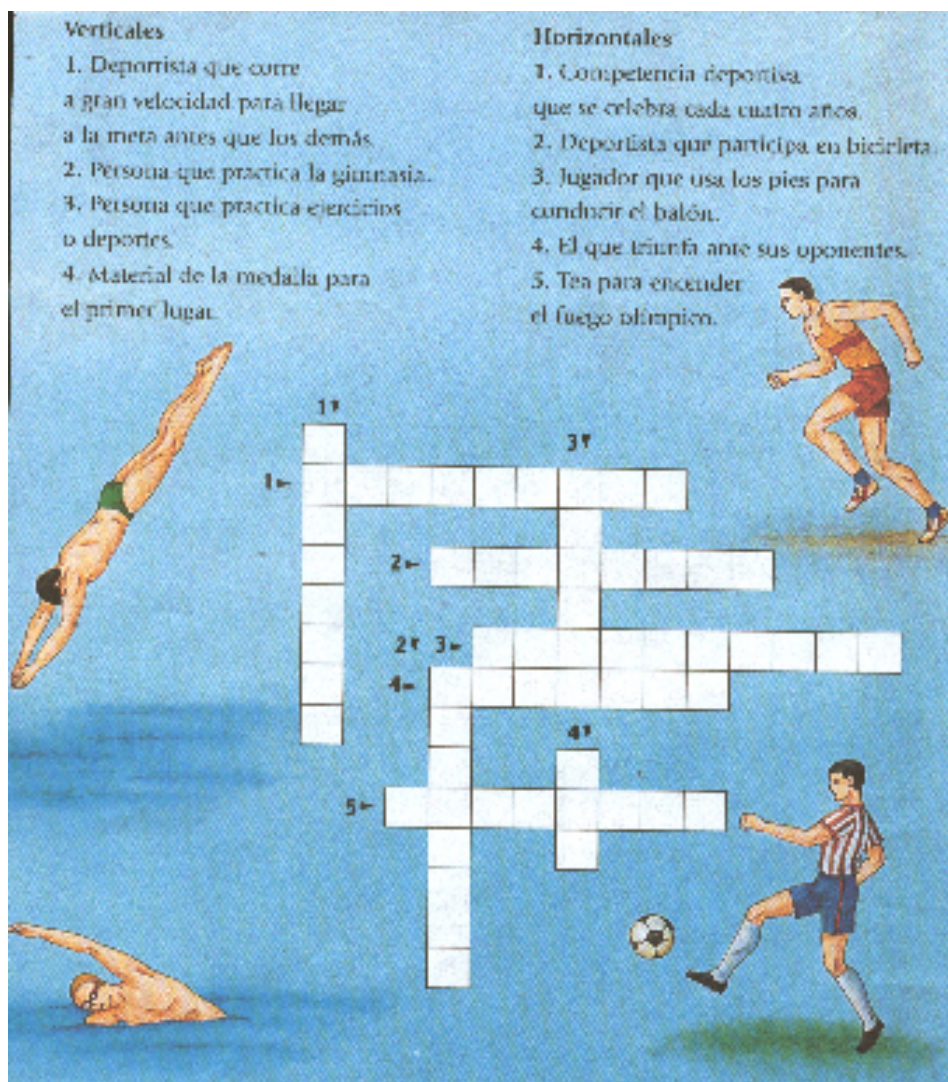 Verticales
1. Deportista que corre
a gran velocidad para llegar
a la meta antes que los demás.
2. Persona que practica la gimnasia.
3. Persona que practica ejercicios
o deportes.
4. Material de la medalla para
el primer lugar.
Horizontales
1. Competencia deportiva
que se celebra cada cuatro años.
2. Deportista que participa en bicicleta.
3. Jugador que usa los pies para
conducir el balón.
4. El que triunfa ante sus oponentes.
5. Tea para encender
el fuego olímpico.
1
3
1
2
2 3
4
4
5